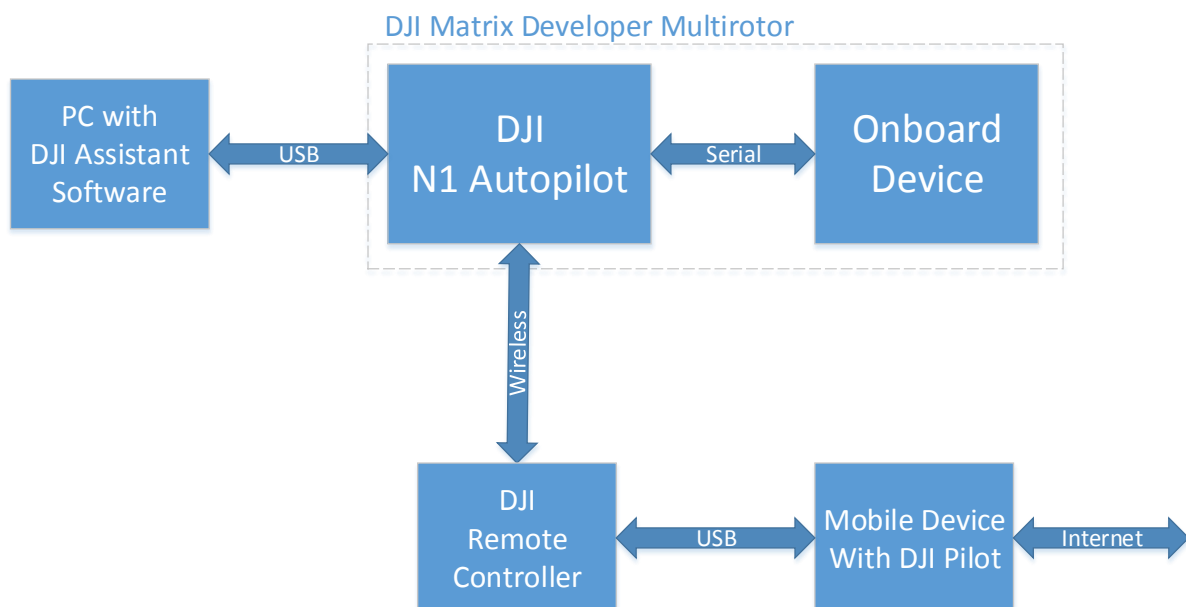 DJI Matrix Developer Multirotor
PC with
DJI Assistant
Software
USB
DJI
N1 Autopilot
Serial
Onboard
Device
Wireless
DJI
Remote
Controller
USB
Mobile Device
With DJI Pilot
Internet